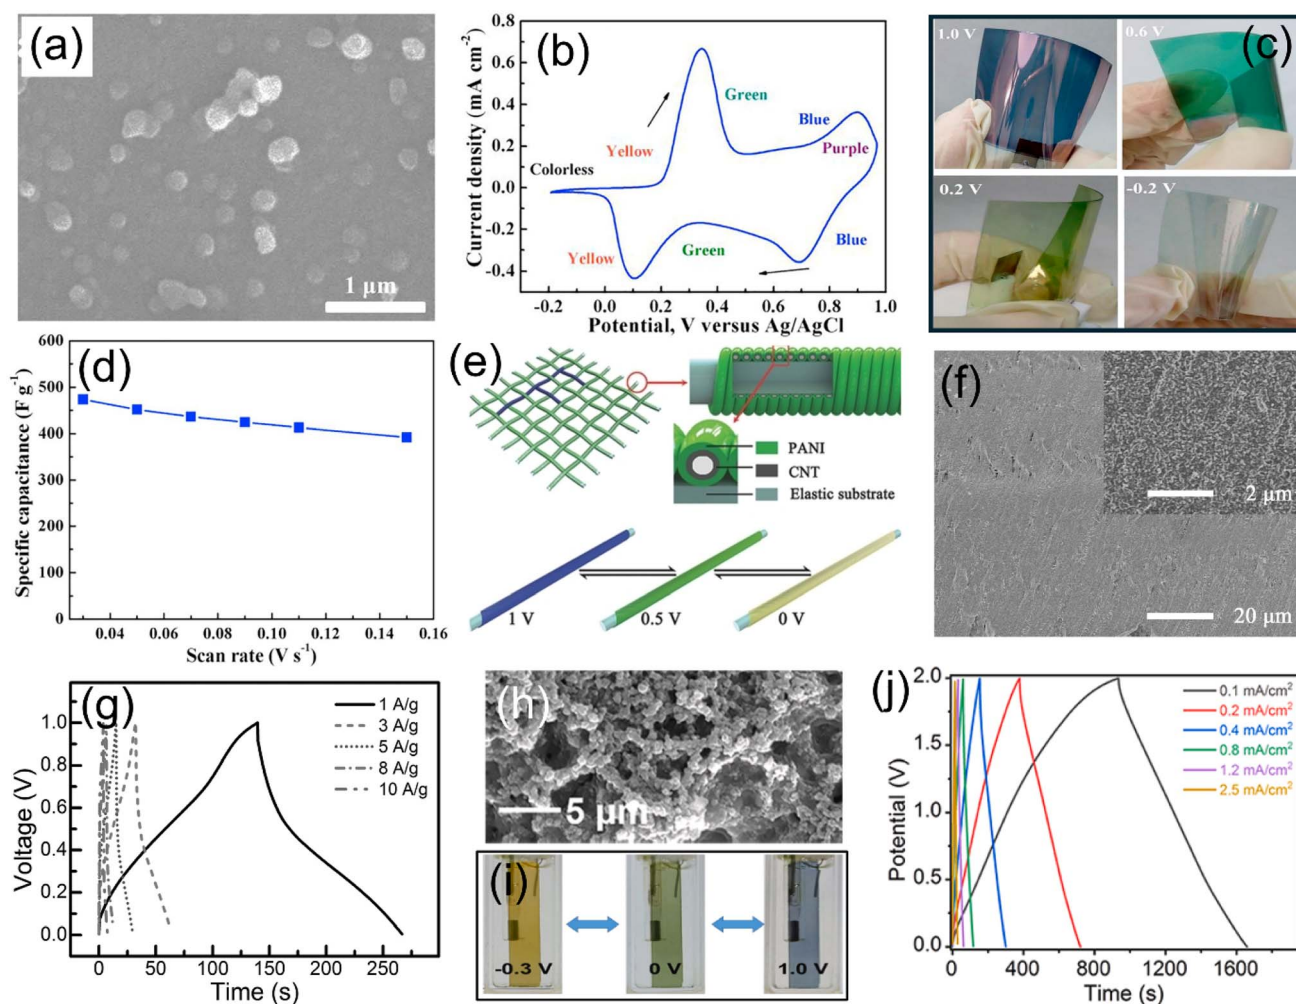 (a)
1 µm
(b)
Current density (mA cm⁻²)
0.8
0.6
0.4
0.2
0.0
-0.2
-0.4
Colorless
Yellow
Green
Blue
Purple
Yellow
Green
Blue
-0.2 0.0 0.2 0.4 0.6 0.8 1.0
Potential, V versus Ag/AgCl
(c)
1.0 V
0.6 V
0.2 V
-0.2 V
(d)
Specific capacitance (F g⁻¹)
600
500
400
300
200
100
0
0.04 0.06 0.08 0.10 0.12 0.14 0.16
Scan rate (V s⁻¹)
(e)
PANI
CNT
Elastic substrate
1 V
0.5 V
0 V
(f)
2 µm
20 µm
(g)
Voltage (V)
1.0
0.8
0.6
0.4
0.2
0.0
1 A/g
3 A/g
5 A/g
8 A/g
10 A/g
0 50 100 150 200 250
Time (s)
(h)
5 µm
(i)
-0.3 V
0 V
1.0 V
(j)
Potential (V)
2.0
1.5
1.0
0.5
0.0
0.1 mA/cm²
0.2 mA/cm²
0.4 mA/cm²
0.8 mA/cm²
1.2 mA/cm²
2.5 mA/cm²
0 400 800 1200 1600
Time (s)